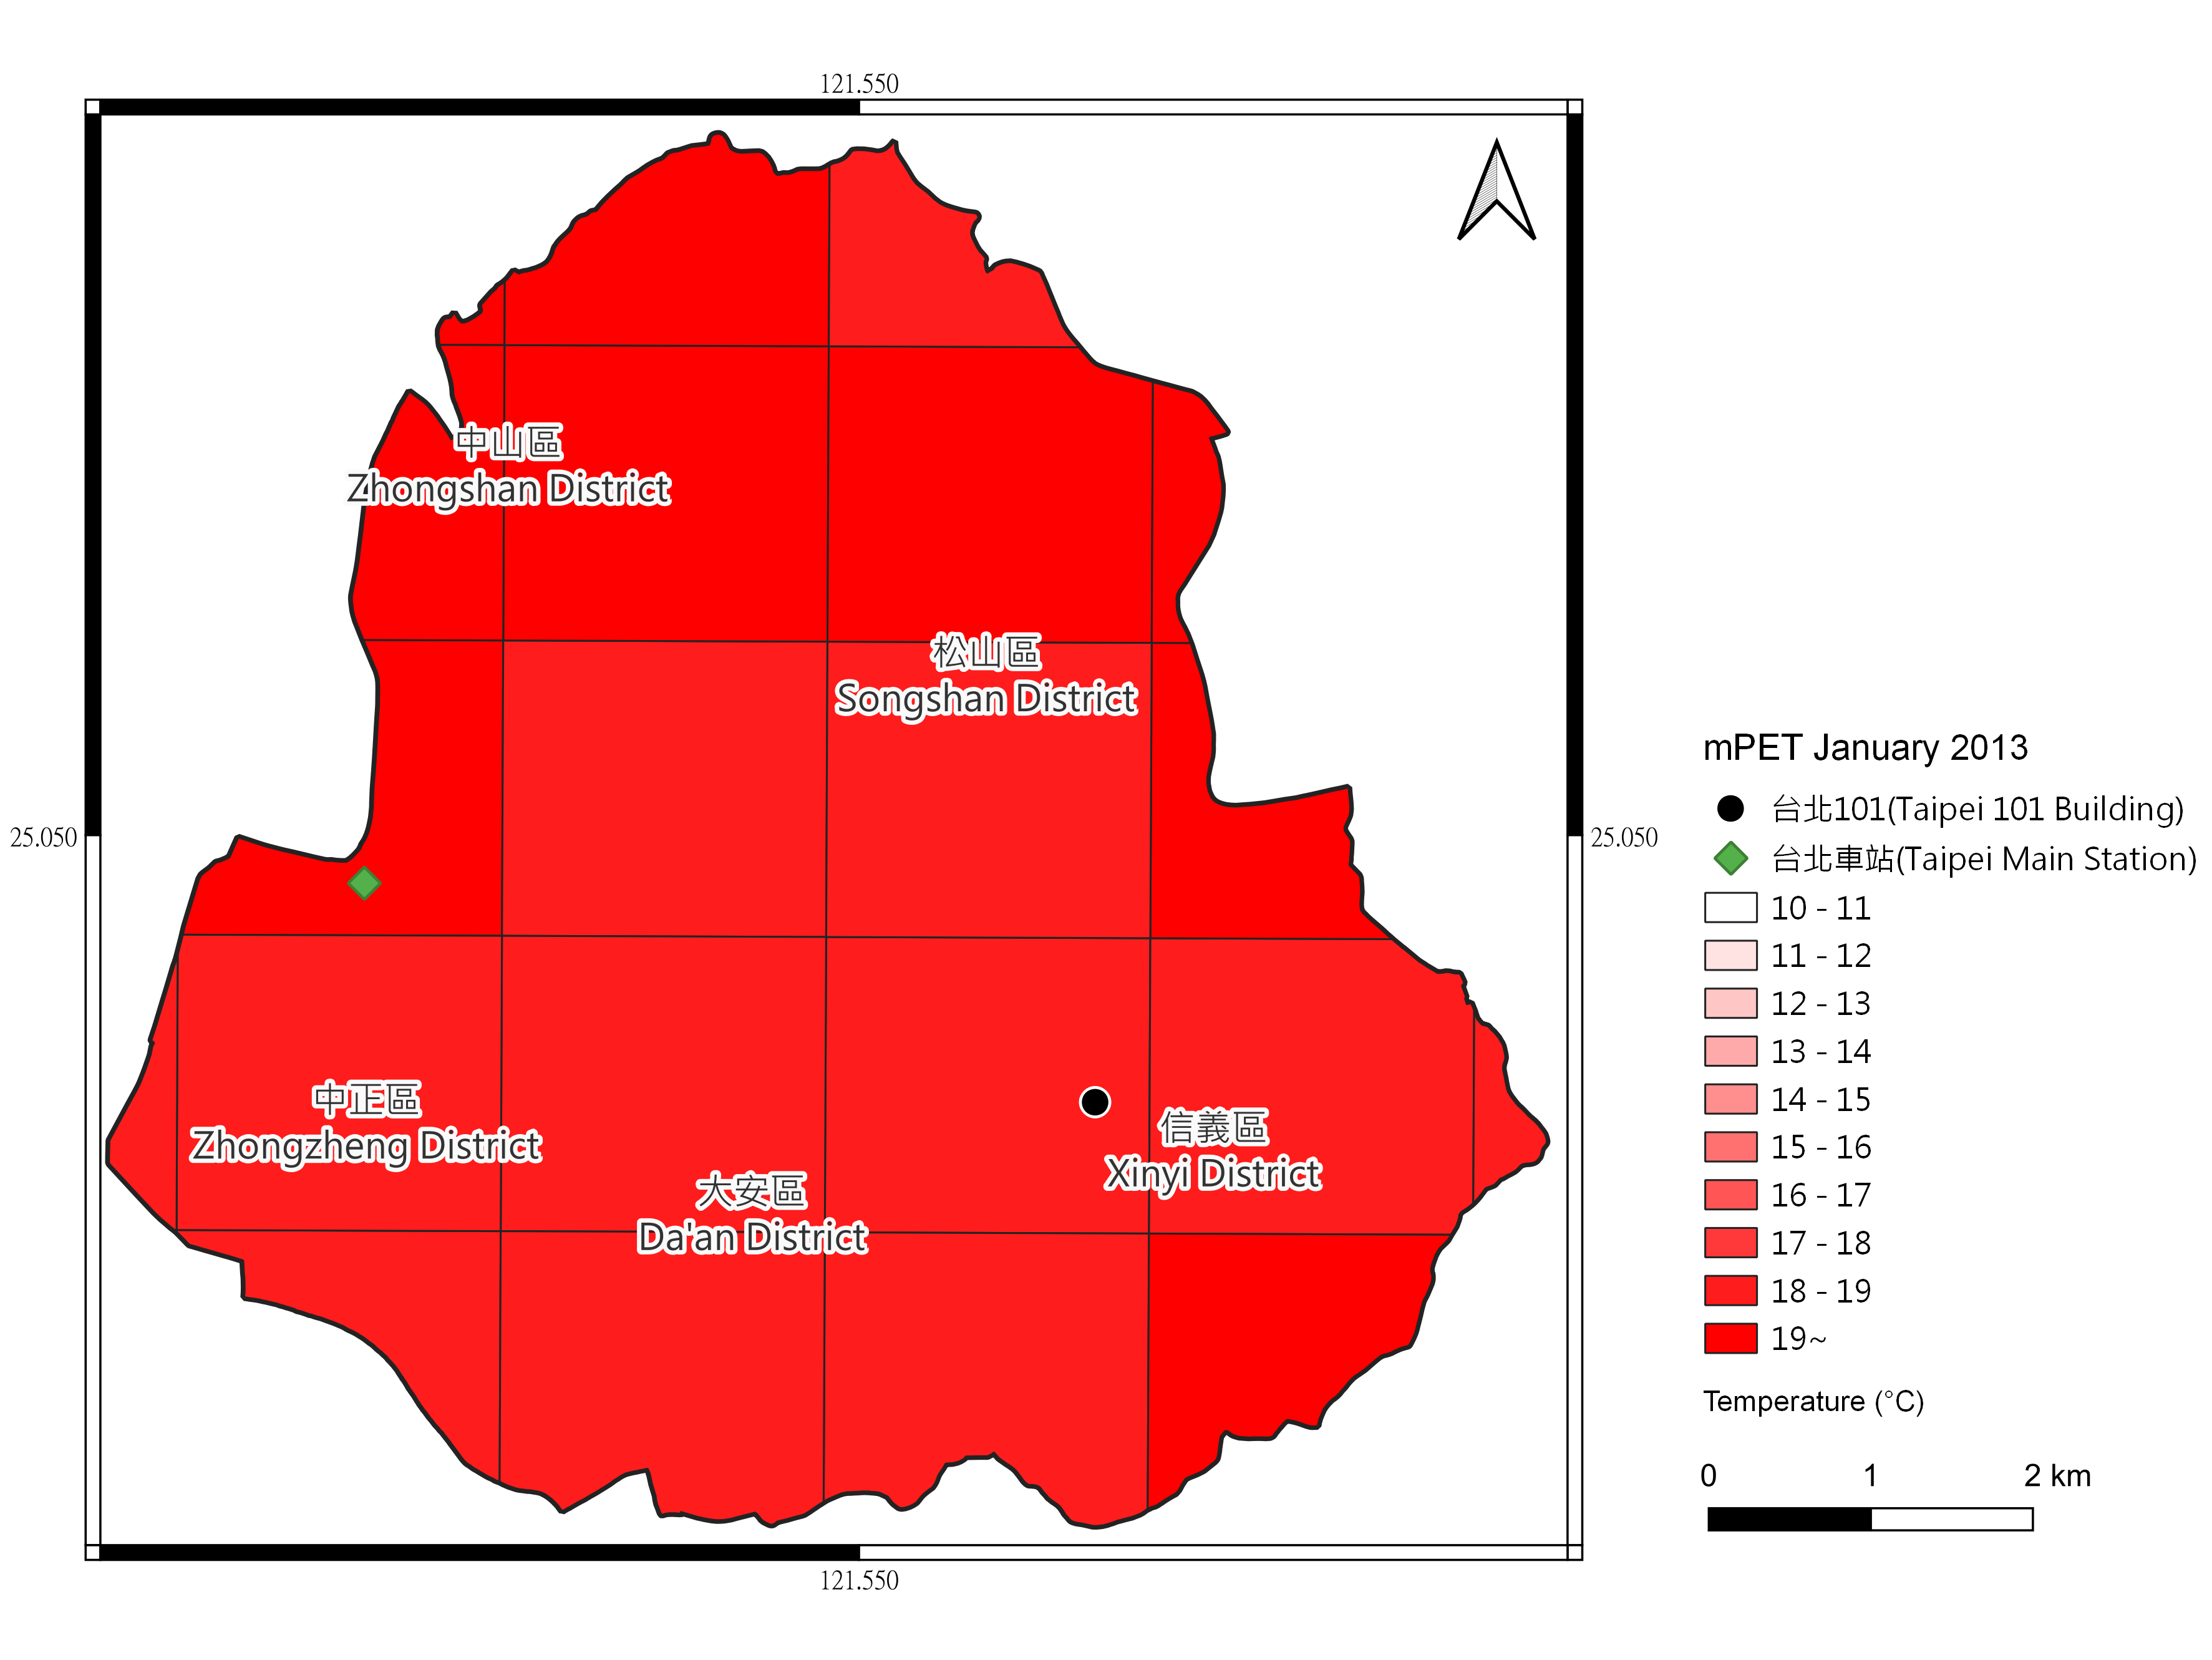 121.550
中山區
Zhongshan District
松山區
Songshan District
25.050
25.050
中正區
Zhongzheng District
大安區
Da'an District
信義區
Xinyi District
121.550
mPET January 2013
台北101(Taipei 101 Building)
台北車站(Taipei Main Station)
10 - 11
11 - 12
12 - 13
13 - 14
14 - 15
15 - 16
16 - 17
17 - 18
18 - 19
19~
Temperature (°C)
0 1 2 km